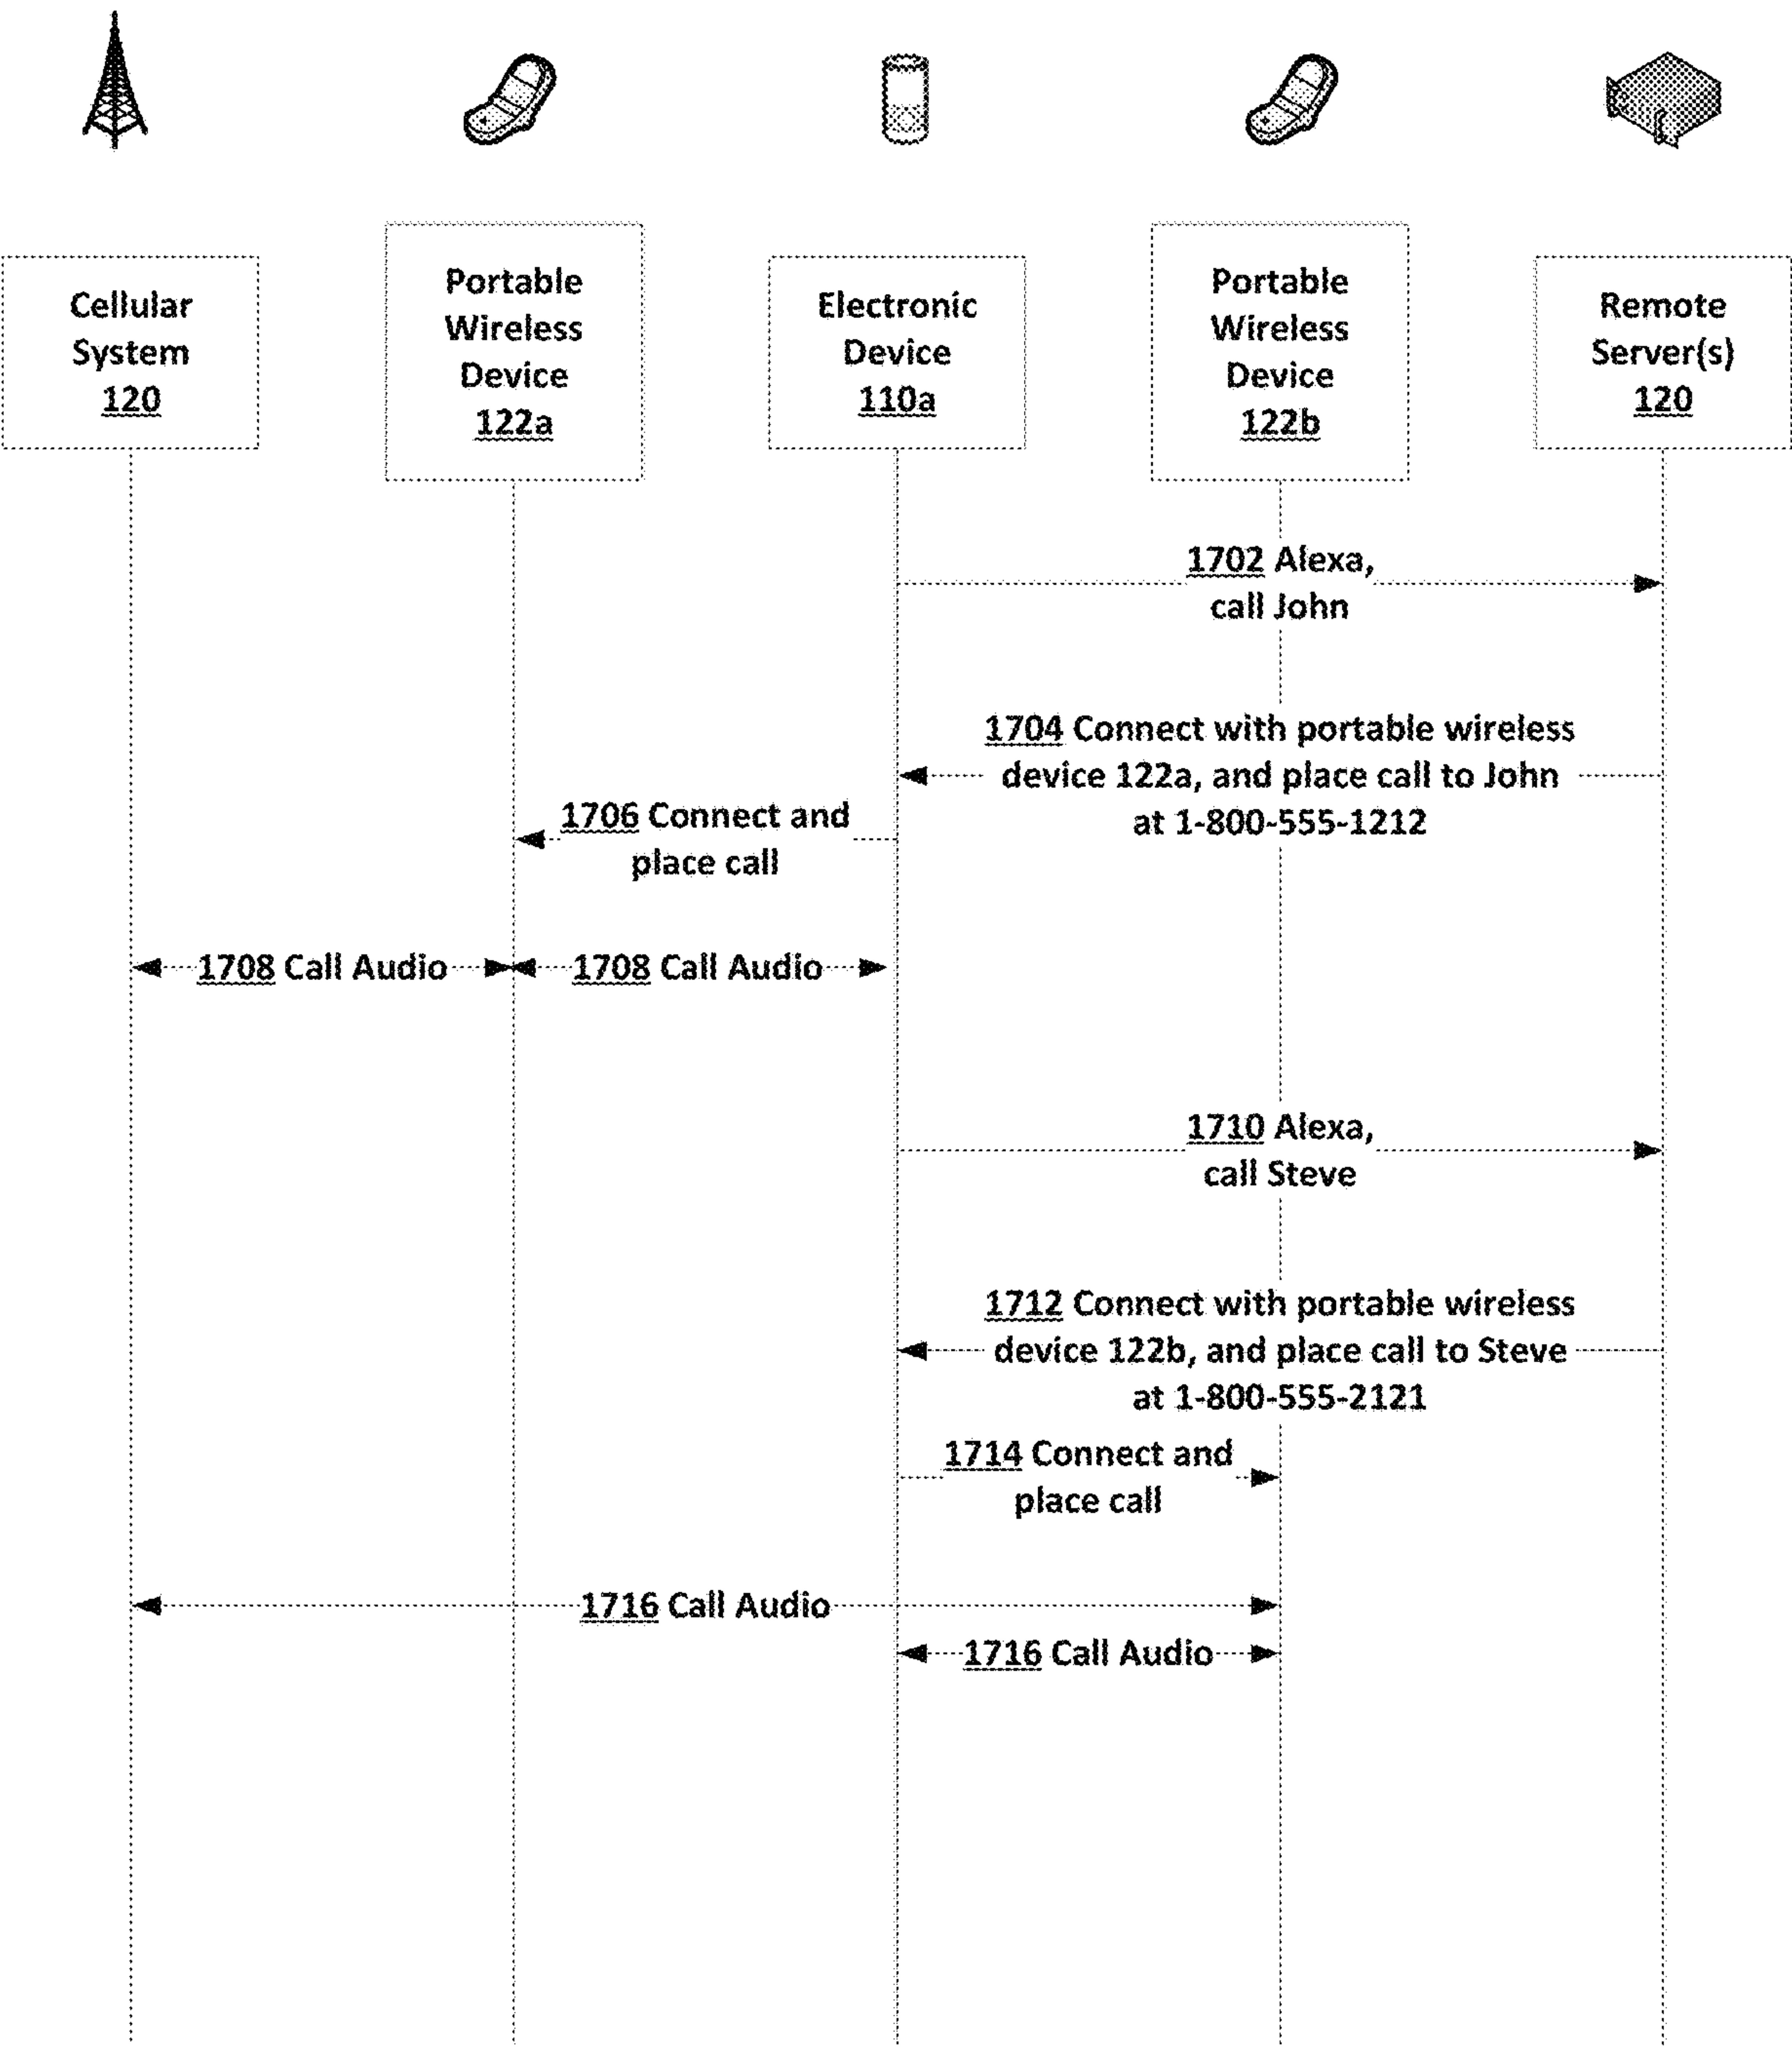 Cellular
System
120
Portable
Wireless
Device
122a
Electronic
Device
110a
Portable
Wireless
Device
122b
Remote
Server(s)
120
1702 Alexa,
call John
1704 Connect with portable wireless
device 122a, and place call to John
at 1-800-555-1212
1706 Connect and
place call
1708 Call Audio
1708 Call Audio
1710 Alexa,
call Steve
1712 Connect with portable wireless
device 122b, and place call to Steve
at 1-800-555-2121
1714 Connect and
place call
1716 Call Audio
1716 Call Audio